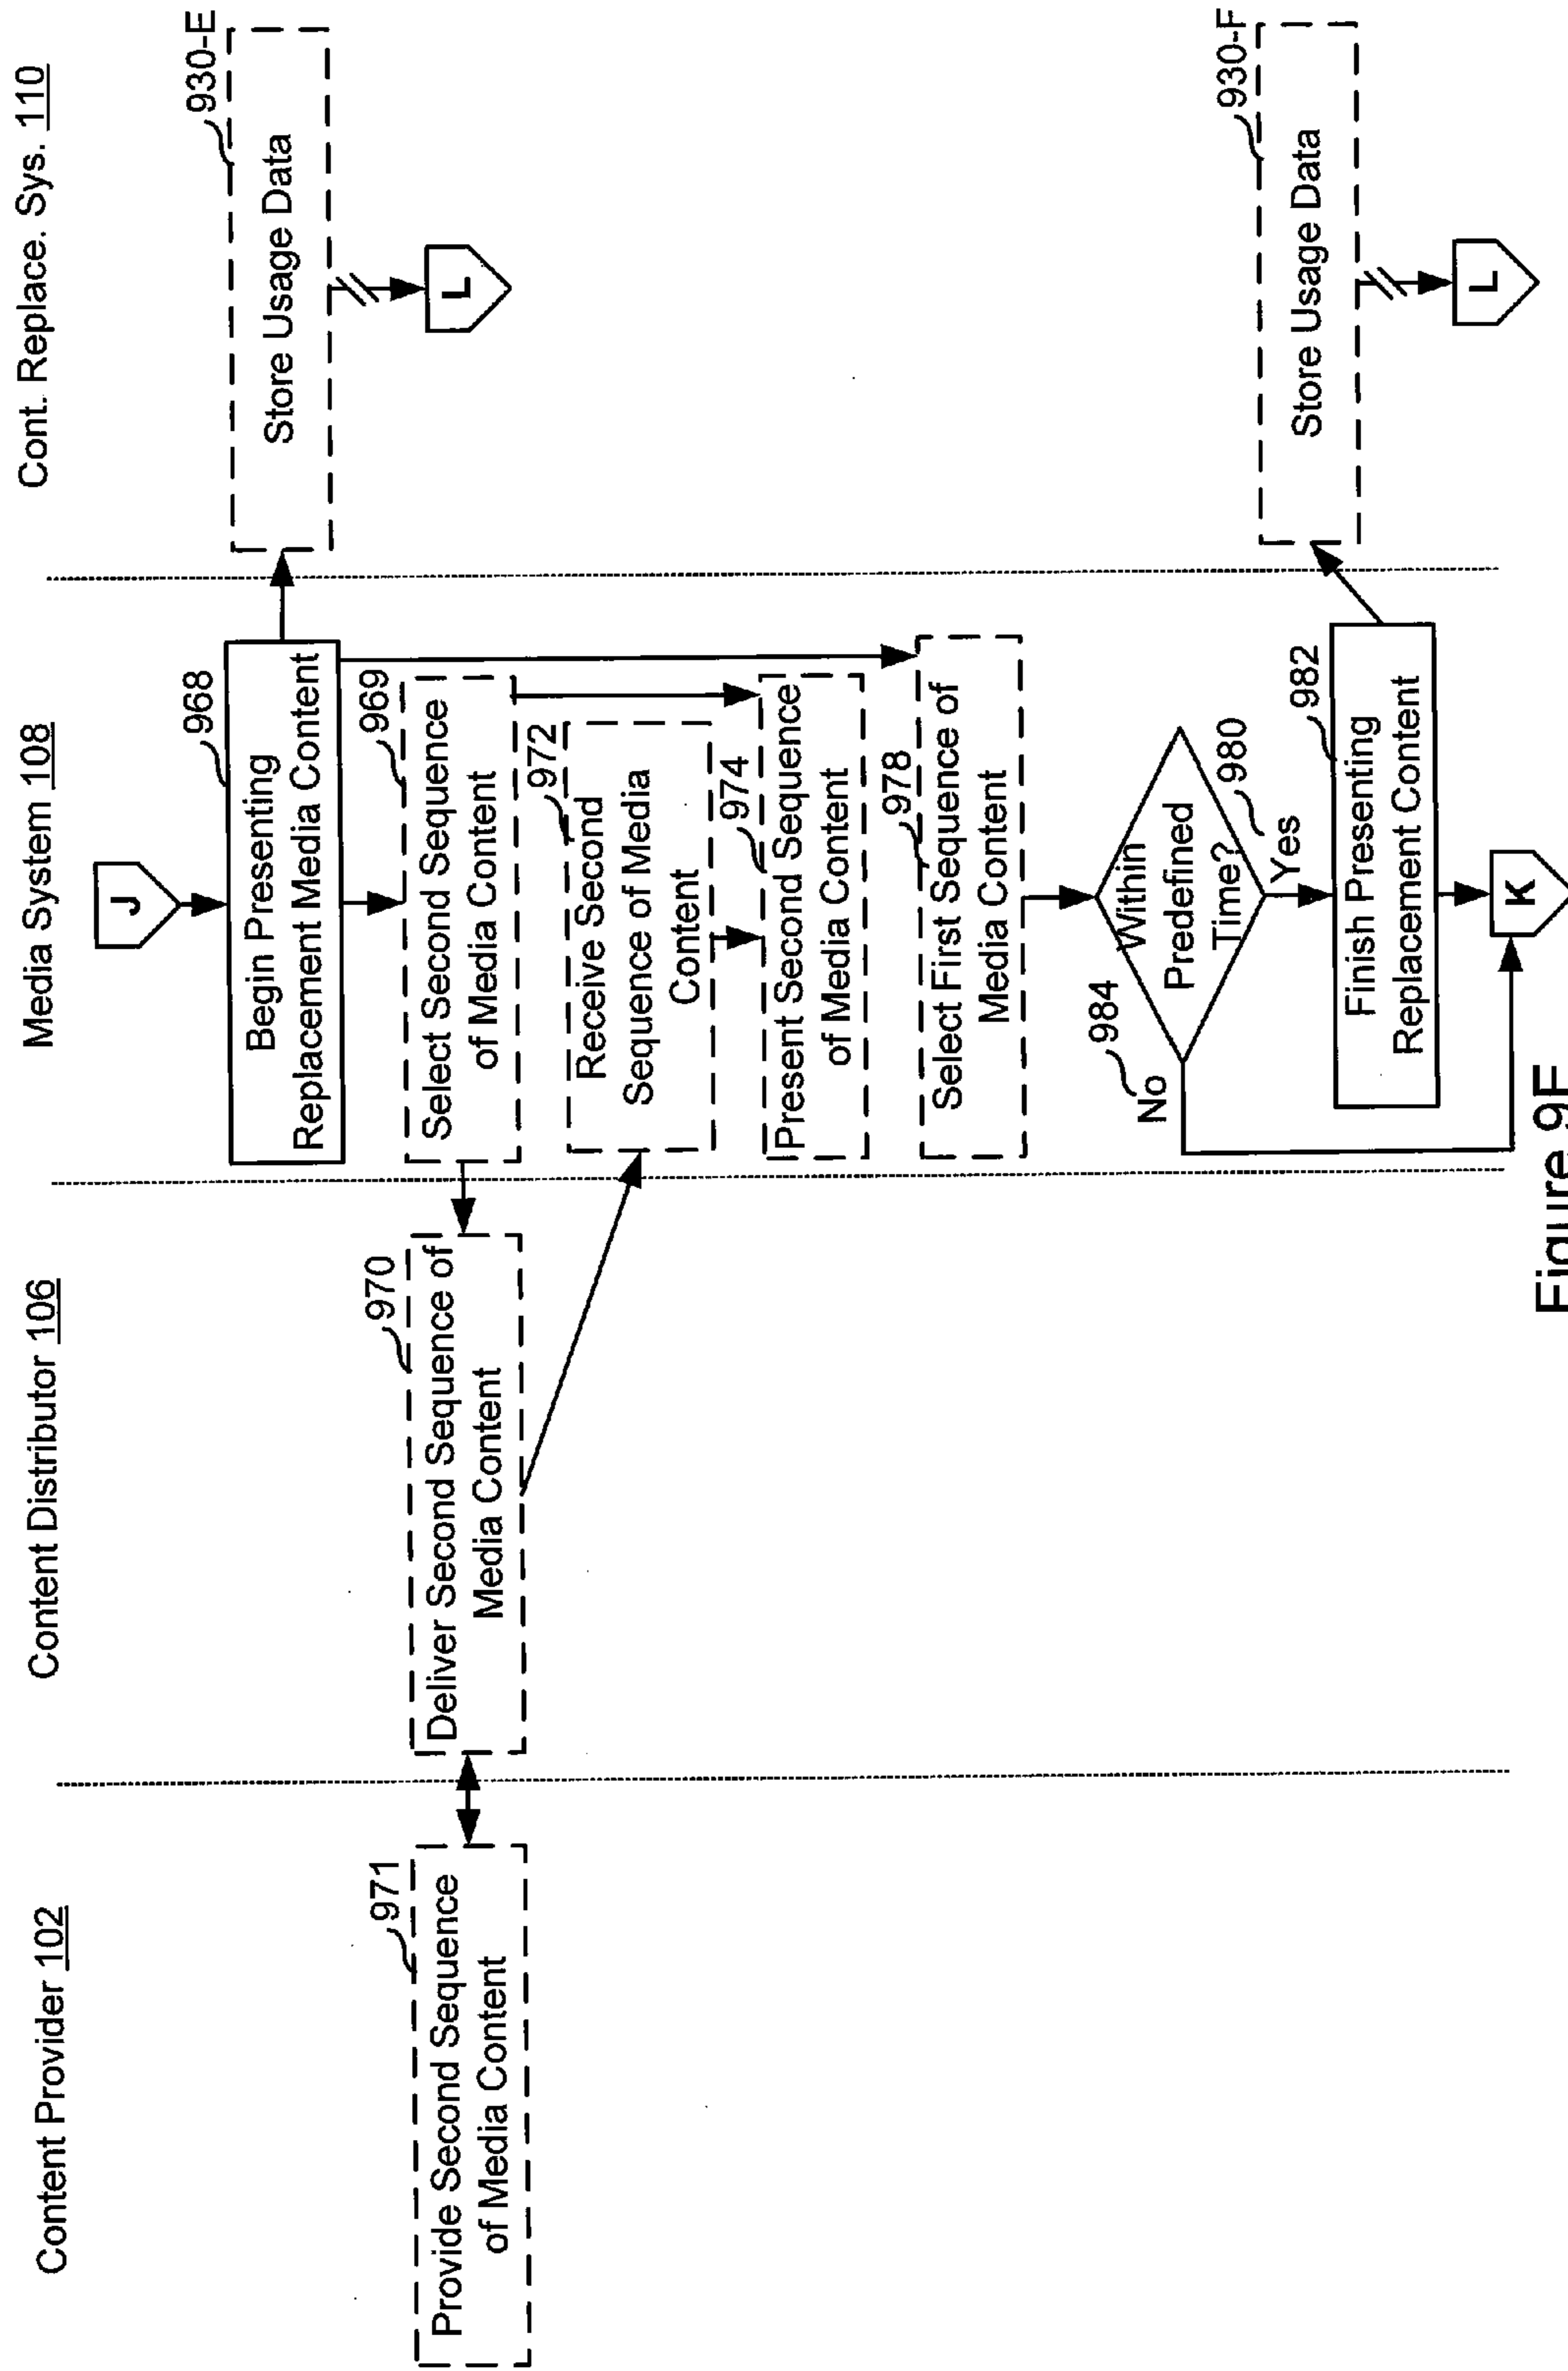 Content Provider 102
Content Distributor 106
Media System 108
Cont. Replace. Sys. 110
J
968
Begin Presenting
Replacement Media Content
930-E
Store Usage Data
L
971
Provide Second Sequence
of Media Content
970
Deliver Second Sequence of
Media Content
969
Select Second Sequence
of Media Content
972
Receive Second
Sequence of Media
Content
974
Present Second Sequence
of Media Content
978
Select First Sequence of
Media Content
984
No
Within
Predefined
Time?
980
Yes
982
Finish Presenting
Replacement Content
930-F
Store Usage Data
L
K
Figure